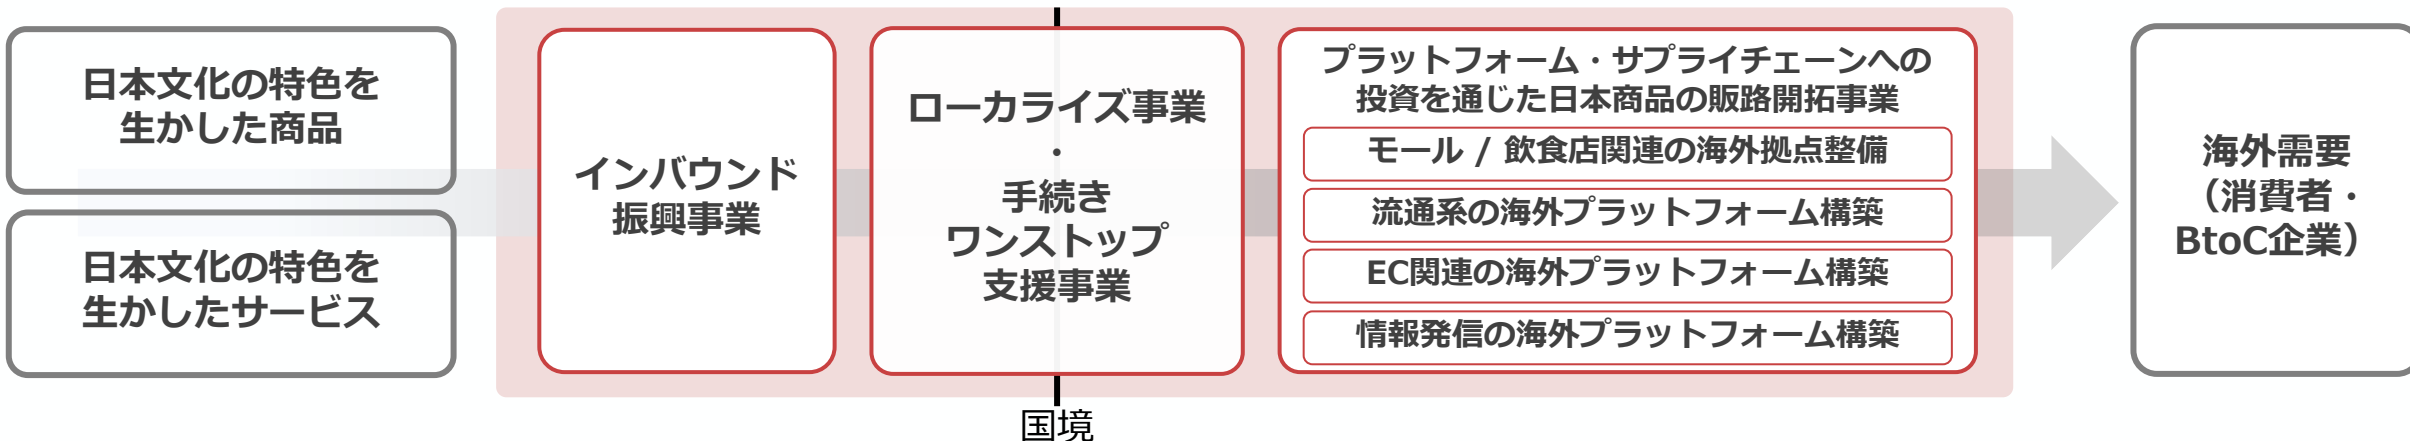 日本文化の特色を
生かした商品
日本文化の特色を
生かしたサービス
インバウンド
振興事業
ローカライズ事業
・
手続き
ワンストップ
支援事業
プラットフォーム・サプライチェーンへの
投資を通じた日本商品の販路開拓事業
モール / 飲食店関連の海外拠点整備
流通系の海外プラットフォーム構築
EC関連の海外プラットフォーム構築
情報発信の海外プラットフォーム構築
海外需要
（消費者・
BtoC企業）
国境